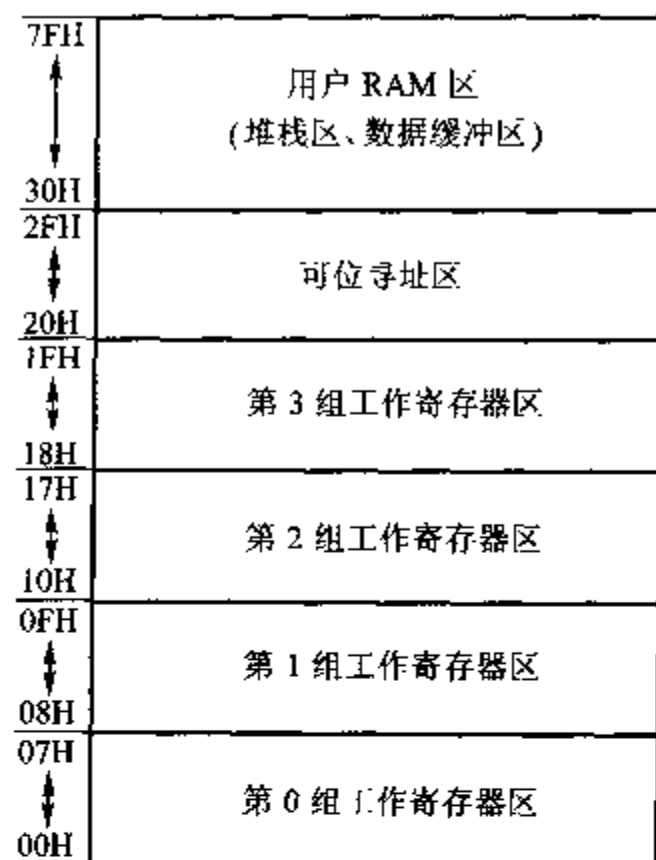 7FH
用户 RAM 区
(堆栈区、数据缓冲区)
30H
2FH
可位寻址区
20H
1FH
第 3 组工作寄存器区
18H
17H
第 2 组工作寄存器区
10H
0FH
第 1 组工作寄存器区
08H
07H
第 0 组工作寄存器区
00H